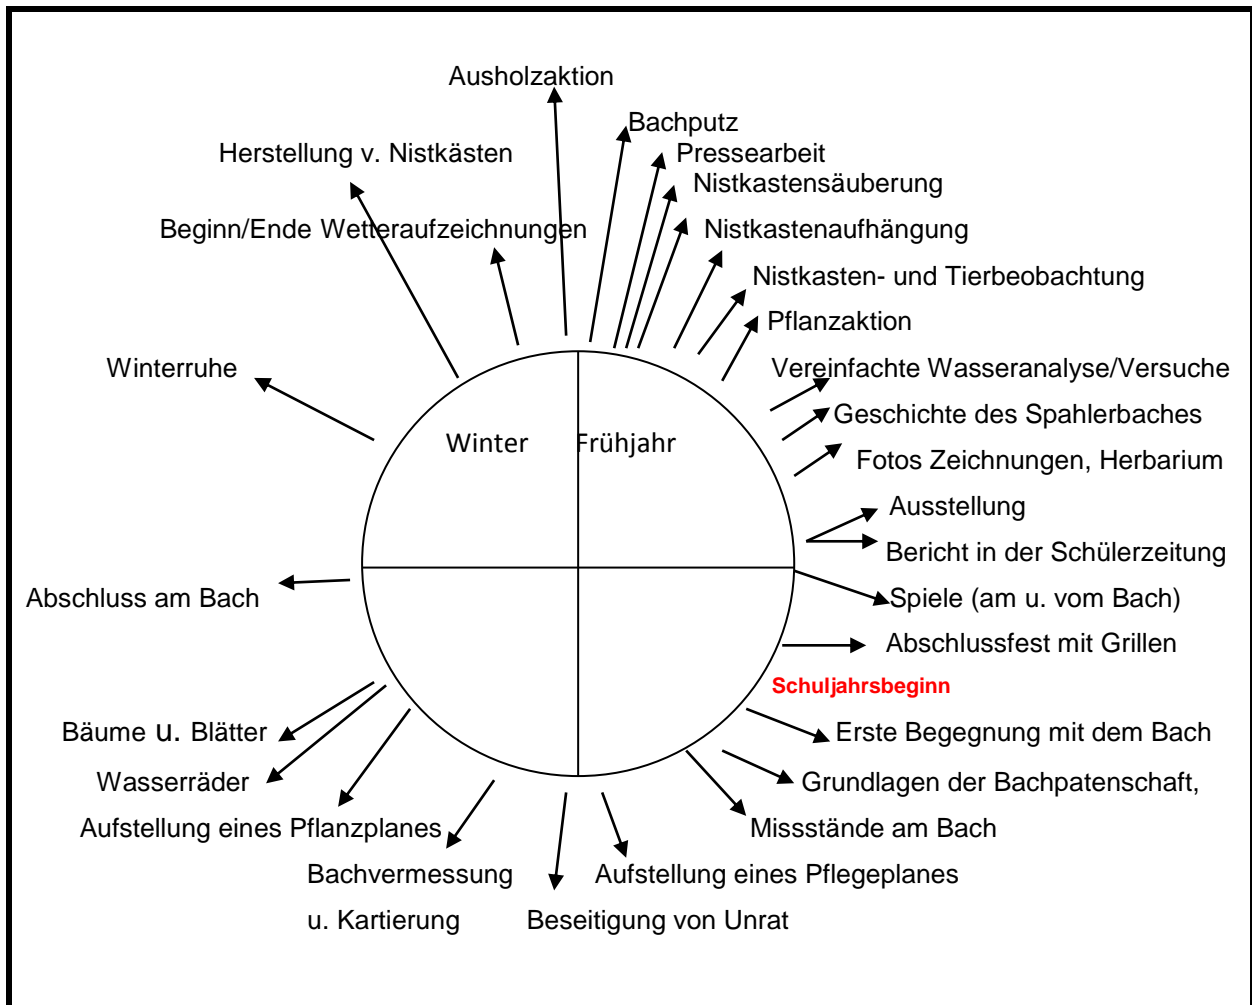 Ausholzaktion
Bachputz
Herstellung v. Nistkästen
Pressearbeit
Nistkastensäuberung
Beginn/Ende Wetteraufzeichnungen
Nistkastenaufhängung
Nistkasten- und Tierbeobachtung
Pflanzaktion
Winterruhe
Vereinfachte Wasseranalyse/Versuche
Geschichte des Spahlerbaches
Winter
Frühjahr
Fotos Zeichnungen, Herbarium
Ausstellung
Bericht in der Schülerzeitung
Abschluss am Bach
Spiele (am u. vom Bach)
Abschlussfest mit Grillen
Schuljahrsbeginn
Bäume u. Blätter
Erste Begegnung mit dem Bach
Wasserräder
Grundlagen der Bachpatenschaft,
Aufstellung eines Pflanzplanes
Missstände am Bach
Bachvermessung
u. Kartierung
Aufstellung eines Pflegeplanes
Beseitigung von Unrat